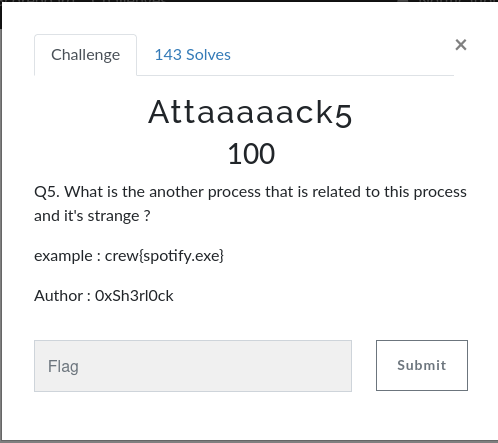 Challenge
143 Solves
×
Attaaaaaack5
100
Q5. What is the another process that is related to this process
and it's strange ?
example : crew{spotify.exe}
Author : 0xSh3rl0ck
Flag
Submit